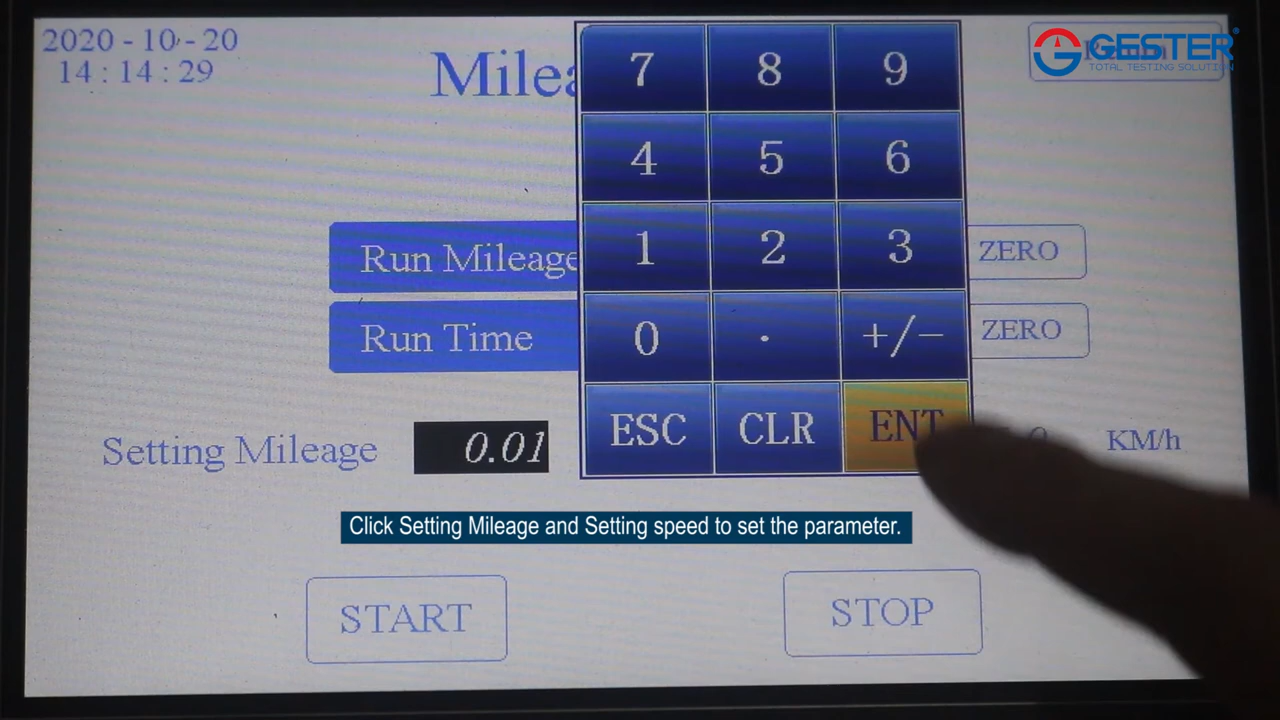 2020-10-20
14:14:29
GESTER®
TOTAL TESTING SOLUTION
7 8 9
4 5 6
Run Mileage 1 2 3 ZERO
Run Time 0 . +/- ZERO
Setting Mileage 0.01 ESC CLR ENT KM/h
Click Setting Mileage and Setting speed to set the parameter.
START STOP